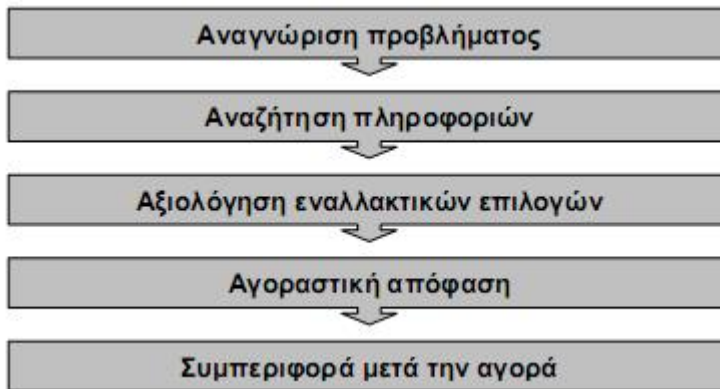 Αναγνώριση προβλήματος
Αναζήτηση πληροφοριών
Αξιολόγηση εναλλακτικών επιλογών
Αγοραστική απόφαση
Συμπεριφορά μετά την αγορά